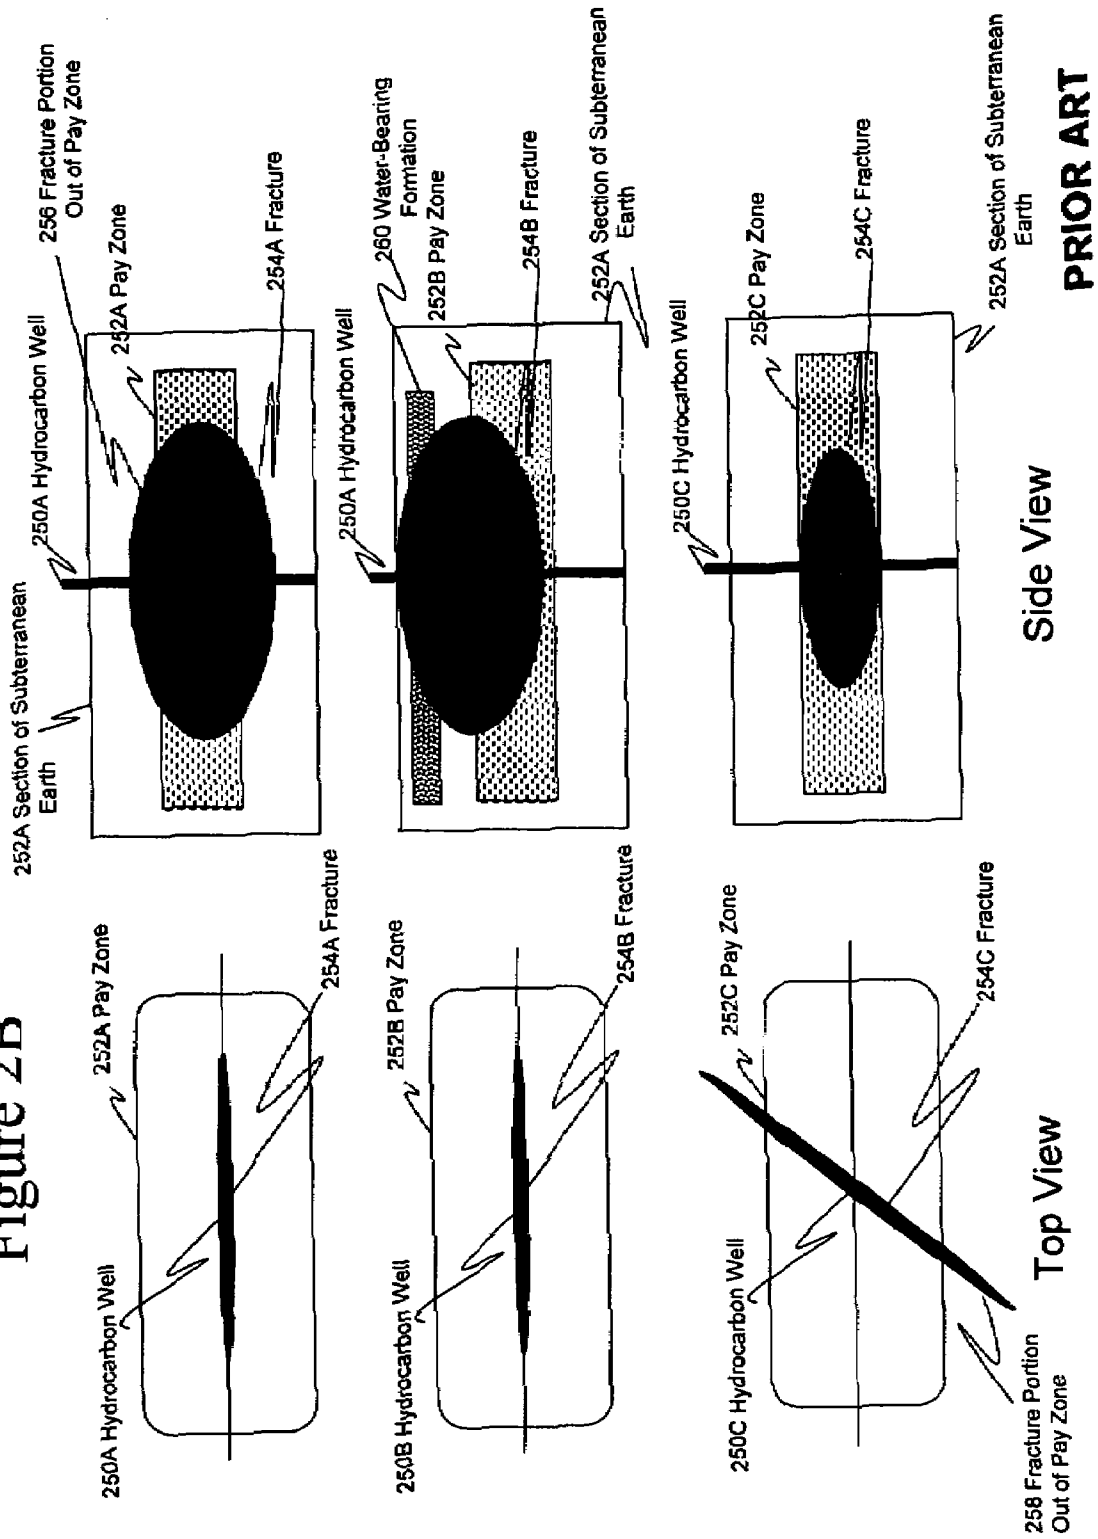 Figure 2B
250A Hydrocarbon Well
252A Pay Zone
254A Fracture
252A Section of Subterranean
Earth
250A Hydrocarbon Well
256 Fracture Portion
Out of Pay Zone
252A Pay Zone
254A Fracture
250B Hydrocarbon Well
252B Pay Zone
254B Fracture
250A Hydrocarbon Well
260 Water-Bearing
Formation
252B Pay Zone
254B Fracture
252A Section of Subterranean
Earth
250C Hydrocarbon Well
252C Pay Zone
254C Fracture
258 Fracture Portion
Out of Pay Zone
250C Hydrocarbon Well
252C Pay Zone
254C Fracture
252A Section of Subterranean
Earth
Top View
Side View
PRIOR ART